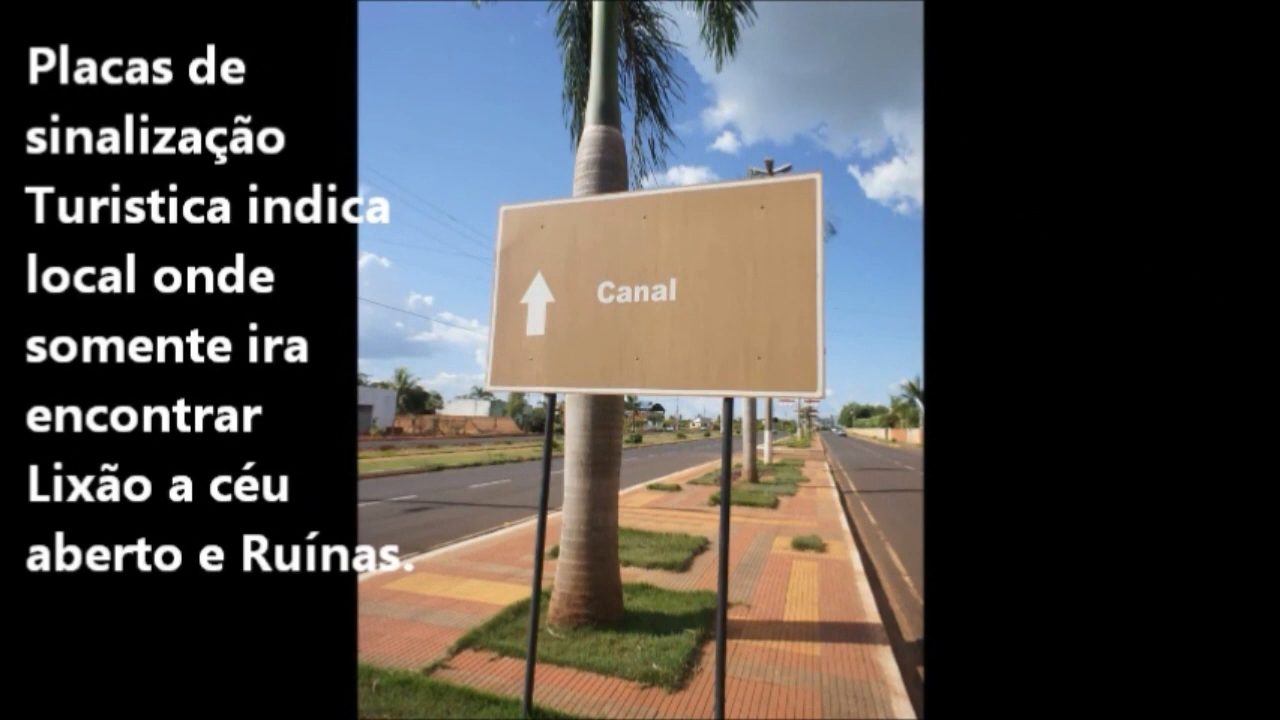 Placas de
sinalização
Turistica indica
local onde
somente ira
encontrar
Lixão a céu
aberto e Ruínas.
Canal